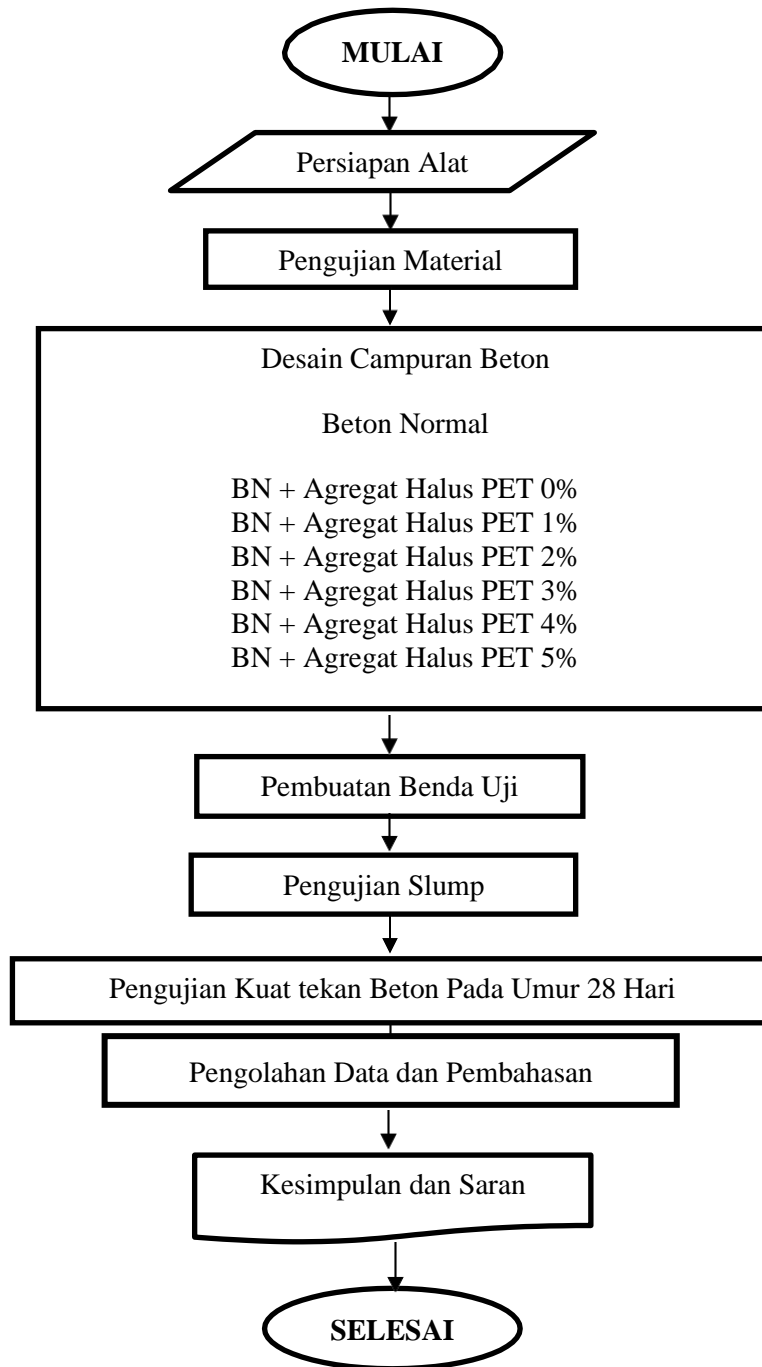 MULAI
Persiapan Alat
Pengujian Material
Desain Campuran Beton
Beton Normal
BN + Agregat Halus PET 0%
BN + Agregat Halus PET 1%
BN + Agregat Halus PET 2%
BN + Agregat Halus PET 3%
BN + Agregat Halus PET 4%
BN + Agregat Halus PET 5%
Pembuatan Benda Uji
Pengujian Slump
Pengujian Kuat tekan Beton Pada Umur 28 Hari
Pengolahan Data dan Pembahasan
Kesimpulan dan Saran
SELESAI